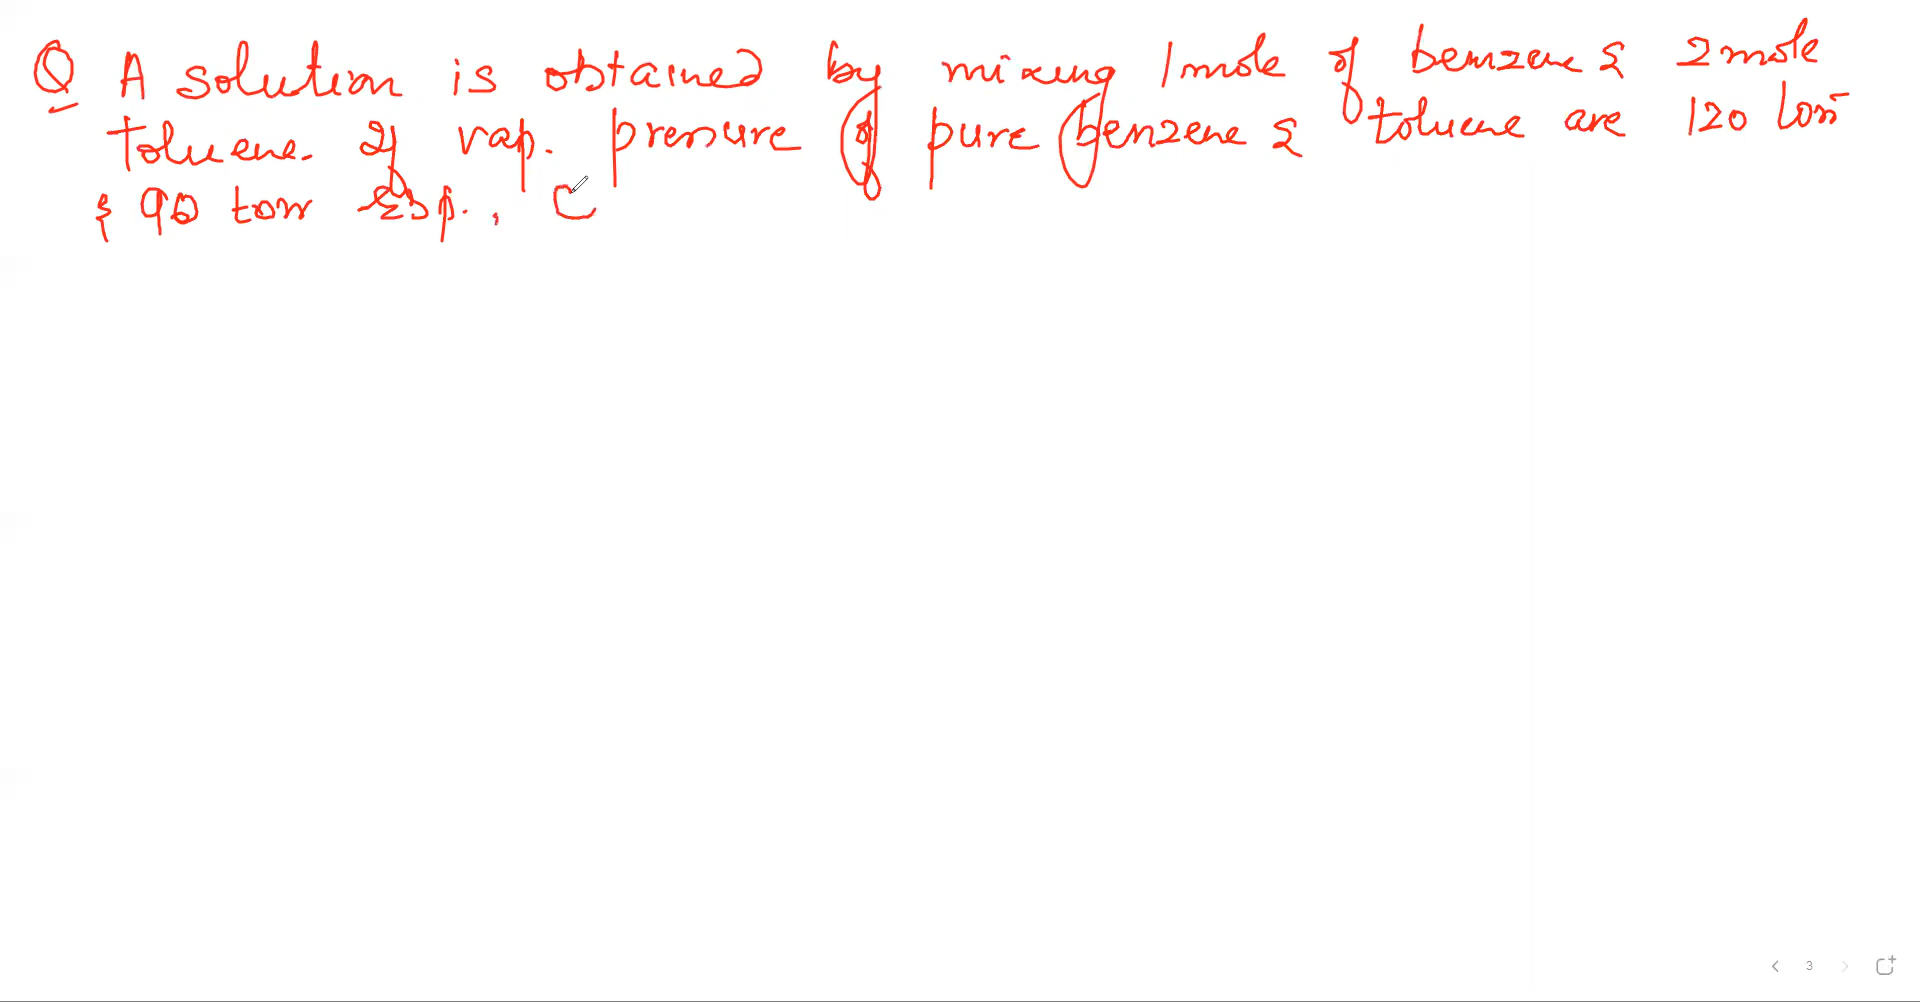 Q A solution is obtained by mixing 1 mole of benzene & 2 mole
toluene. If vap. pressure of pure benzene & toluene are 120 torr
& 90 torr resp., C
3